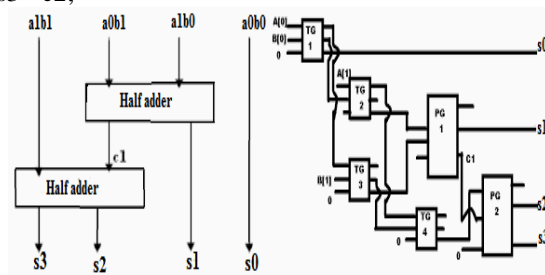 s3 c2,
a1b1 a0b1 a1b0 a0b0
Half adder
c1
Half adder
s3 s2 s1 s0
A[0]
B[0]
0
TG
1
s0
A[1]
TG
2
PG
1
s1
B[1]
0
TG
3
C1
TG
4
0
PG
2
s2
s3
0